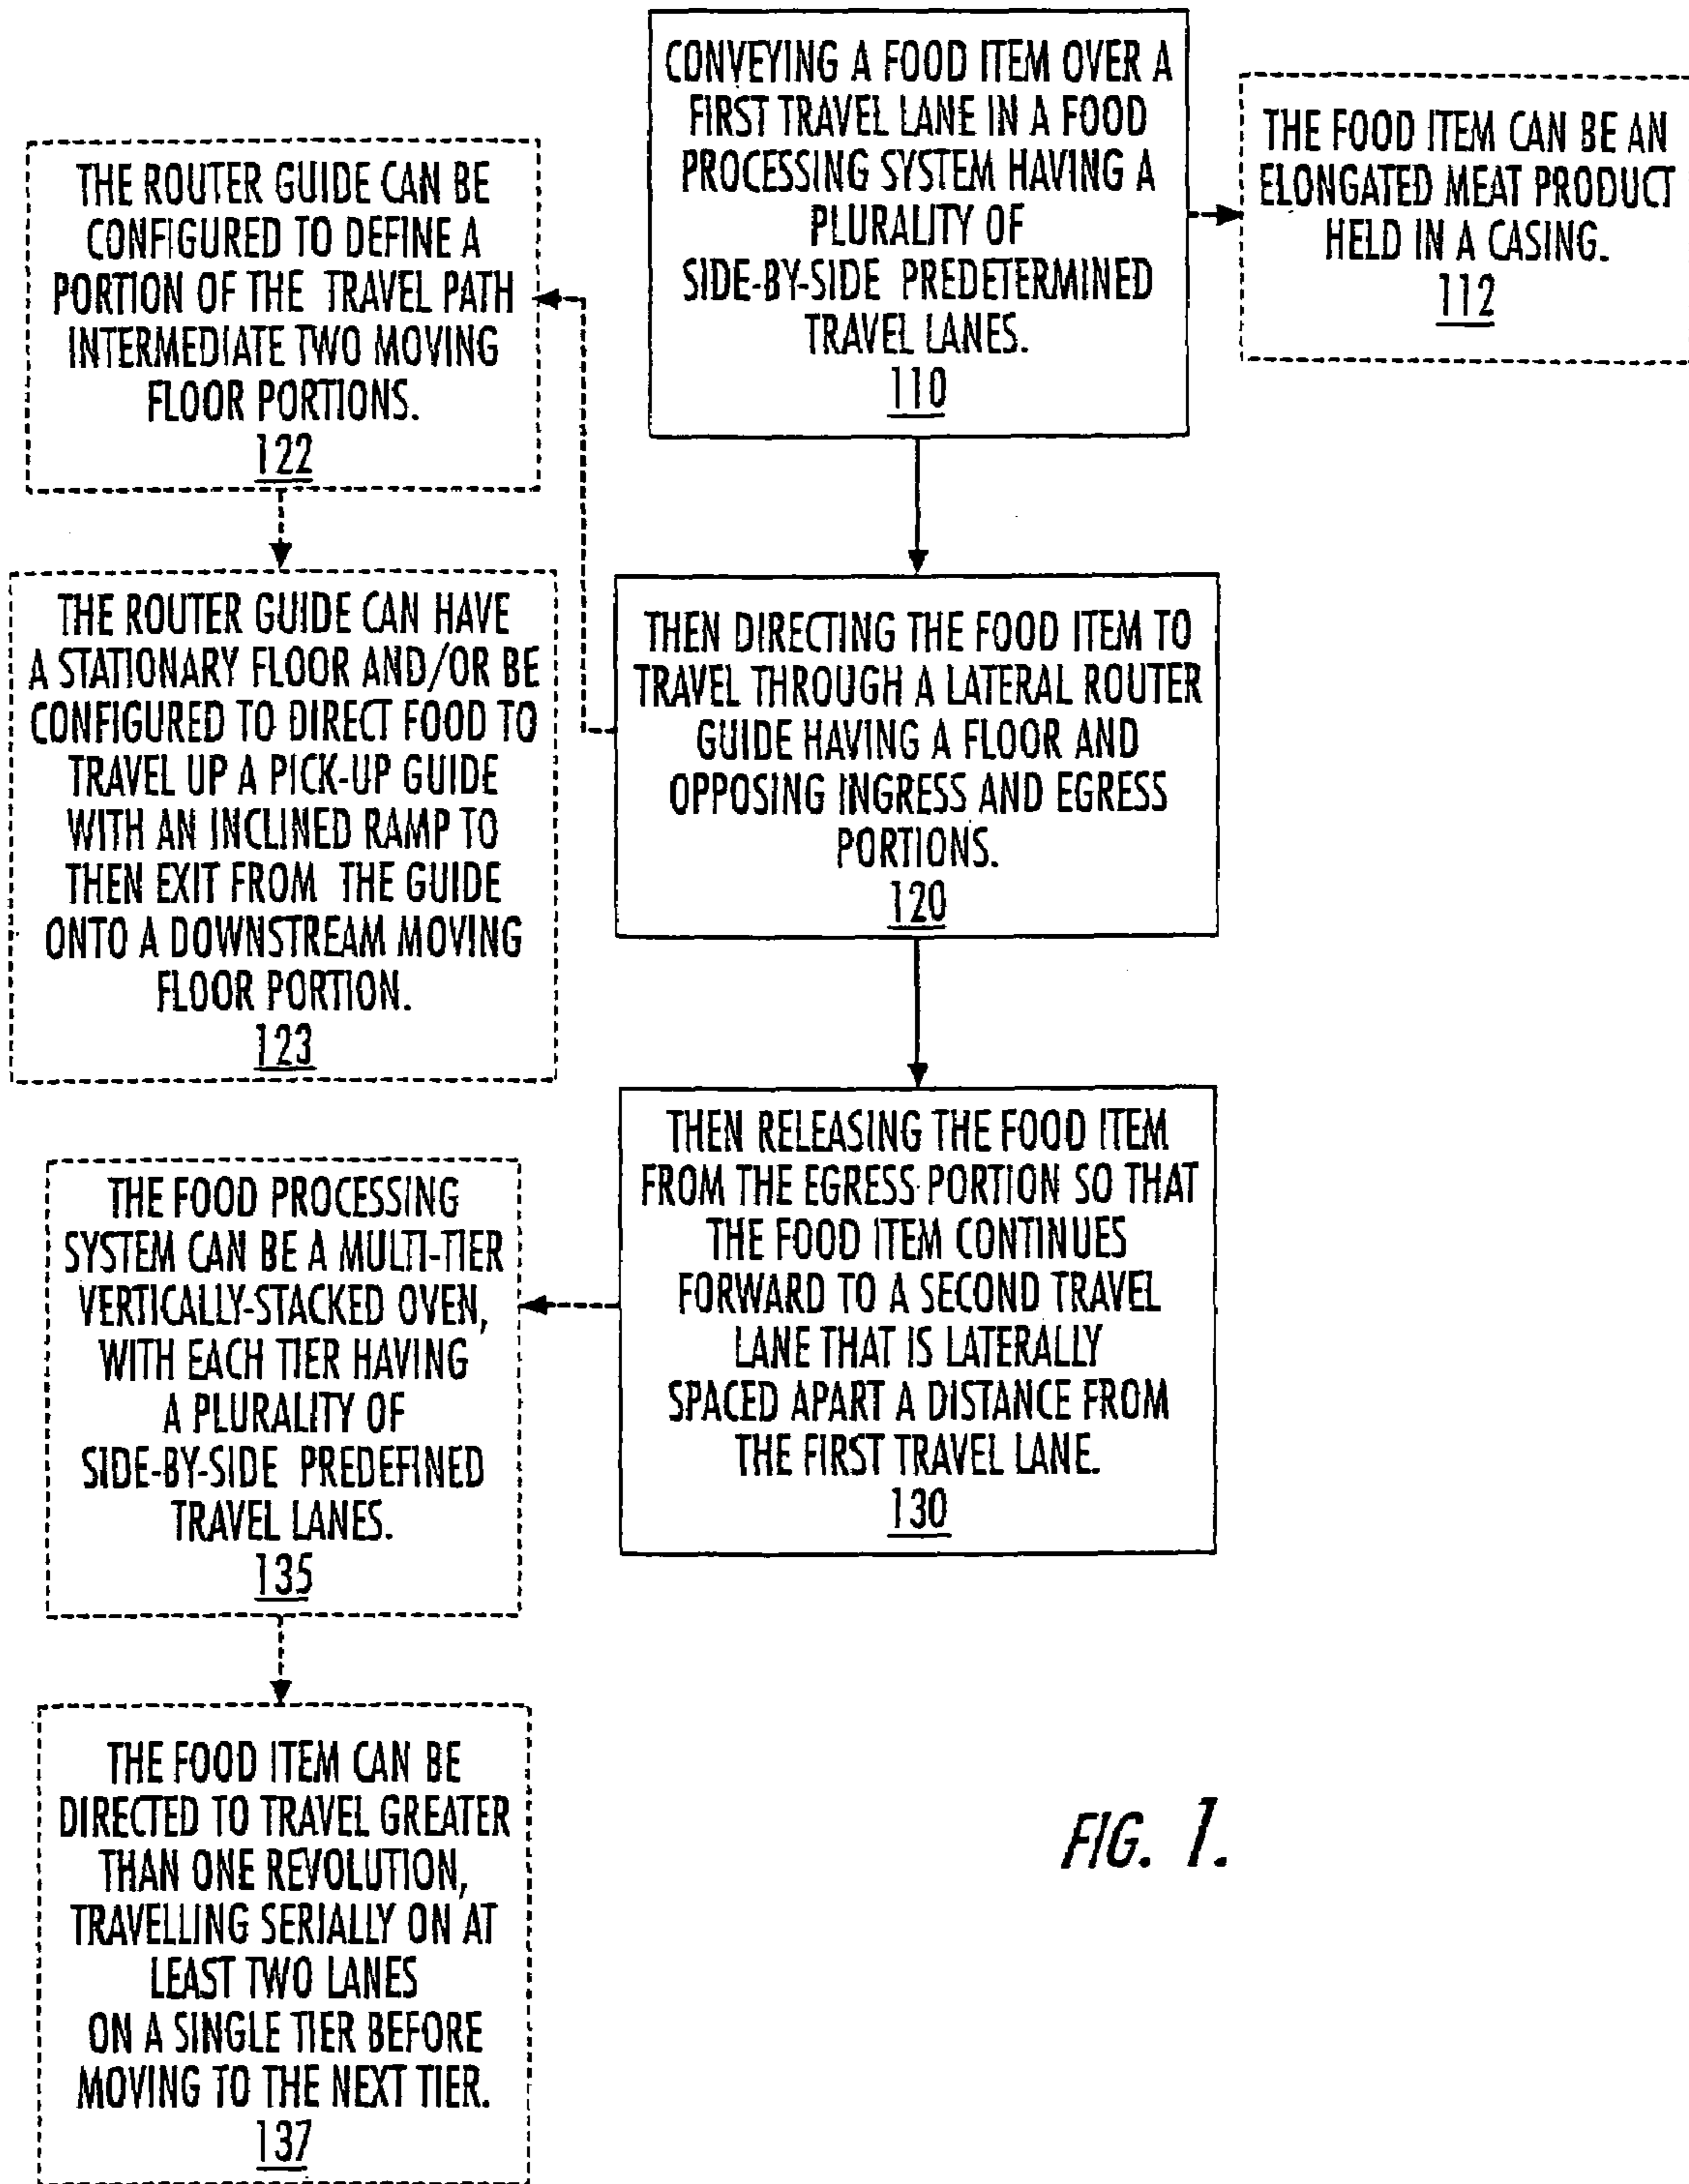 CONVEYING A FOOD ITEM OVER A
FIRST TRAVEL LANE IN A FOOD
PROCESSING SYSTEM HAVING A
PLURALITY OF
SIDE-BY-SIDE PREDETERMINED
TRAVEL LANES.
110
THE FOOD ITEM CAN BE AN
ELONGATED MEAT PRODUCT
HELD IN A CASING.
112
THE ROUTER GUIDE CAN BE
CONFIGURED TO DEFINE A
PORTION OF THE TRAVEL PATH
INTERMEDIATE TWO MOVING
FLOOR PORTIONS.
122
THE ROUTER GUIDE CAN HAVE
A STATIONARY FLOOR AND/OR BE
CONFIGURED TO DIRECT FOOD TO
TRAVEL UP A PICK-UP GUIDE
WITH AN INCLINED RAMP TO
THEN EXIT FROM THE GUIDE
ONTO A DOWNSTREAM MOVING
FLOOR PORTION.
123
THEN DIRECTING THE FOOD ITEM TO
TRAVEL THROUGH A LATERAL ROUTER
GUIDE HAVING A FLOOR AND
OPPOSING INGRESS AND EGRESS
PORTIONS.
120
THEN RELEASING THE FOOD ITEM
FROM THE EGRESS PORTION SO THAT
THE FOOD ITEM CONTINUES
FORWARD TO A SECOND TRAVEL
LANE THAT IS LATERALLY
SPACED APART A DISTANCE FROM
THE FIRST TRAVEL LANE.
130
THE FOOD PROCESSING
SYSTEM CAN BE A MULTI-TIER
VERTICALLY-STACKED OVEN,
WITH EACH TIER HAVING
A PLURALITY OF
SIDE-BY-SIDE PREDEFINED
TRAVEL LANES.
135
THE FOOD ITEM CAN BE
DIRECTED TO TRAVEL GREATER
THAN ONE REVOLUTION,
TRAVELLING SERIALLY ON AT
LEAST TWO LANES
ON A SINGLE TIER BEFORE
MOVING TO THE NEXT TIER.
137
FIG. 1.